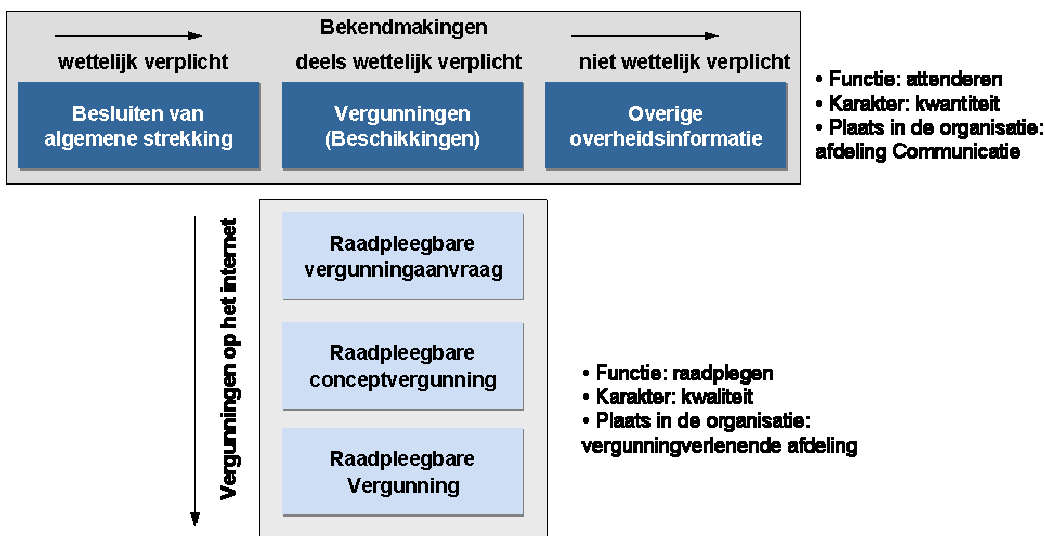 Bekendmakingen
wettelijk verplicht
deels wettelijk verplicht
niet wettelijk verplicht
Besluiten van
algemene strekking
Vergunningen
(Beschikkingen)
Overige
overheidsinformatie
• Functie: attenderen
• Karakter: kwantiteit
• Plaats in de organisatie:
afdeling Communicatie
Vergunningen op het internet
Raadpleegbare
vergunningaanvraag
Raadpleegbare
conceptvergunning
Raadpleegbare
Vergunning
• Functie: raadplegen
• Karakter: kwaliteit
• Plaats in de organisatie:
vergunningverlenende afdeling